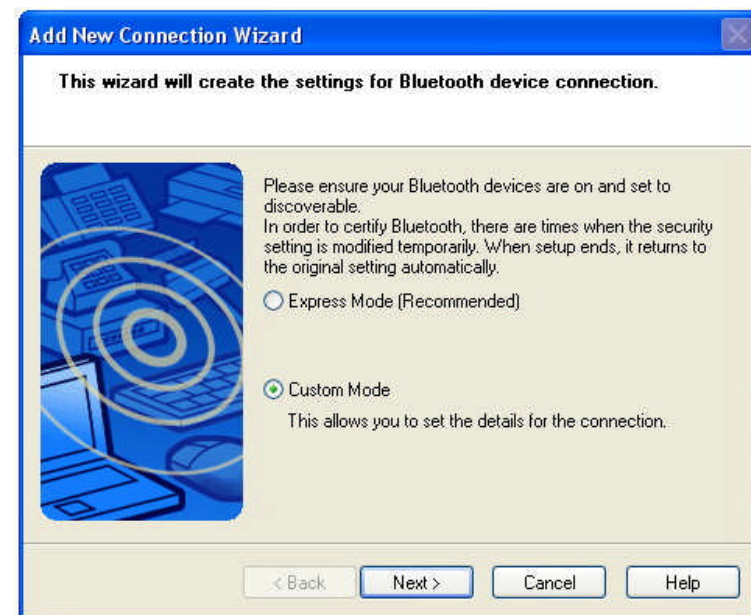 Add New Connection Wizard
This wizard will create the settings for Bluetooth device connection.
Please ensure your Bluetooth devices are on and set to
discoverable.
In order to certify Bluetooth, there are times when the security
setting is modified temporarily. When setup ends, it returns to
the original setting automatically.
Express Mode (Recommended)
Custom Mode
This allows you to set the details for the connection.
< Back Next > Cancel Help